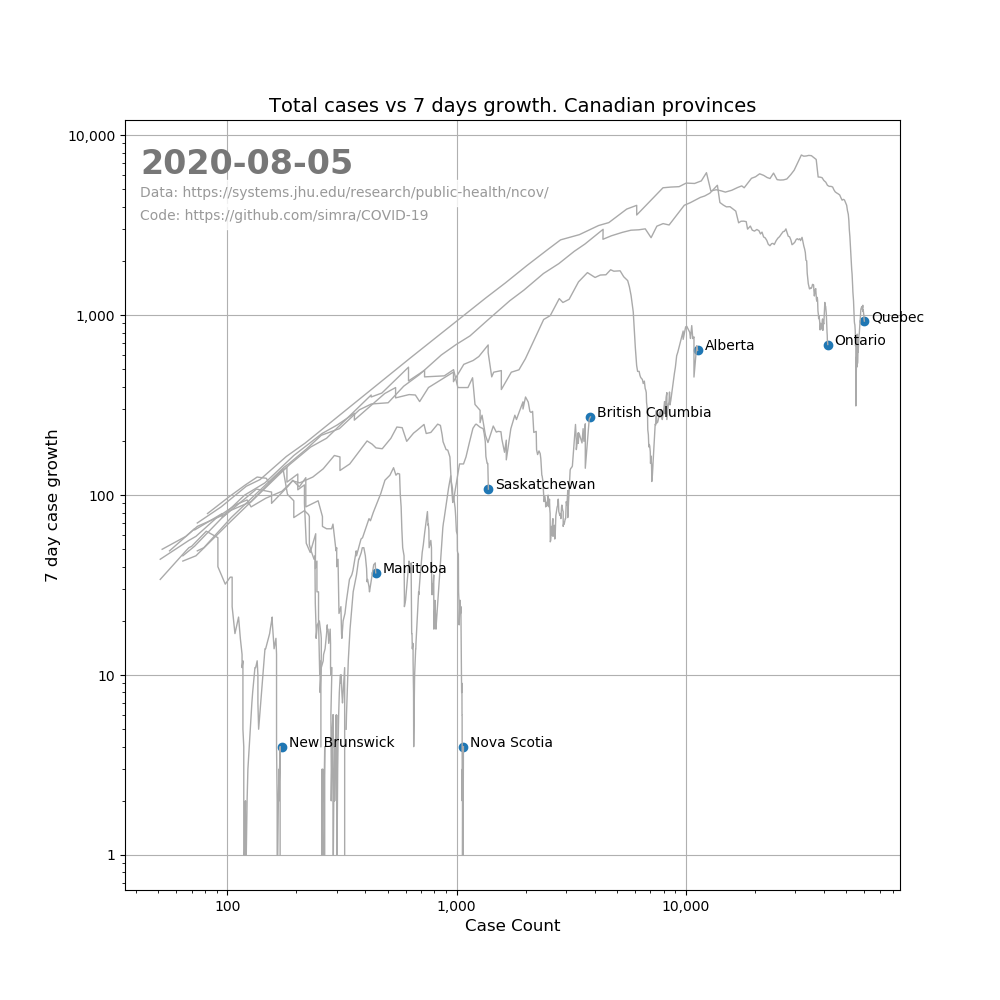 Total cases vs 7 days growth. Canadian provinces
10,000
2020-08-05
Data: https://systems.jhu.edu/research/public-health/ncov/
Code: https://github.com/simra/COVID-19
1,000
Quebec
Ontario
Alberta
British Columbia
7 day case growth
Saskatchewan
100
Manitoba
10
New Brunswick
Nova Scotia
1
100
1,000
10,000
Case Count